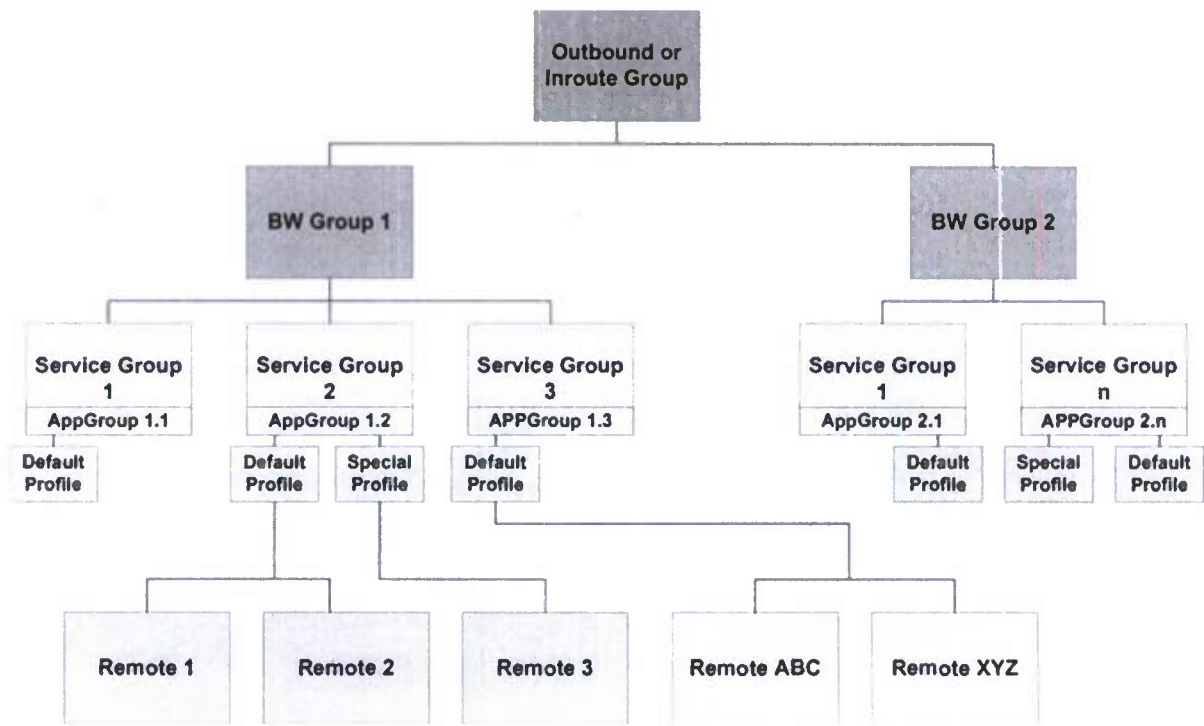 Outbound or
Inroute Group
BW Group 1
BW Group 2
Service Group
1
AppGroup 1.1
Service Group
2
AppGroup 1.2
Service Group
3
APPGroup 1.3
Service Group
1
AppGroup 2.1
Service Group
n
APPGroup 2.n
Default
Profile
Default
Profile
Special
Profile
Default
Profile
Default
Profile
Special
Profile
Default
Profile
Remote 1
Remote 2
Remote 3
Remote ABC
Remote XYZ